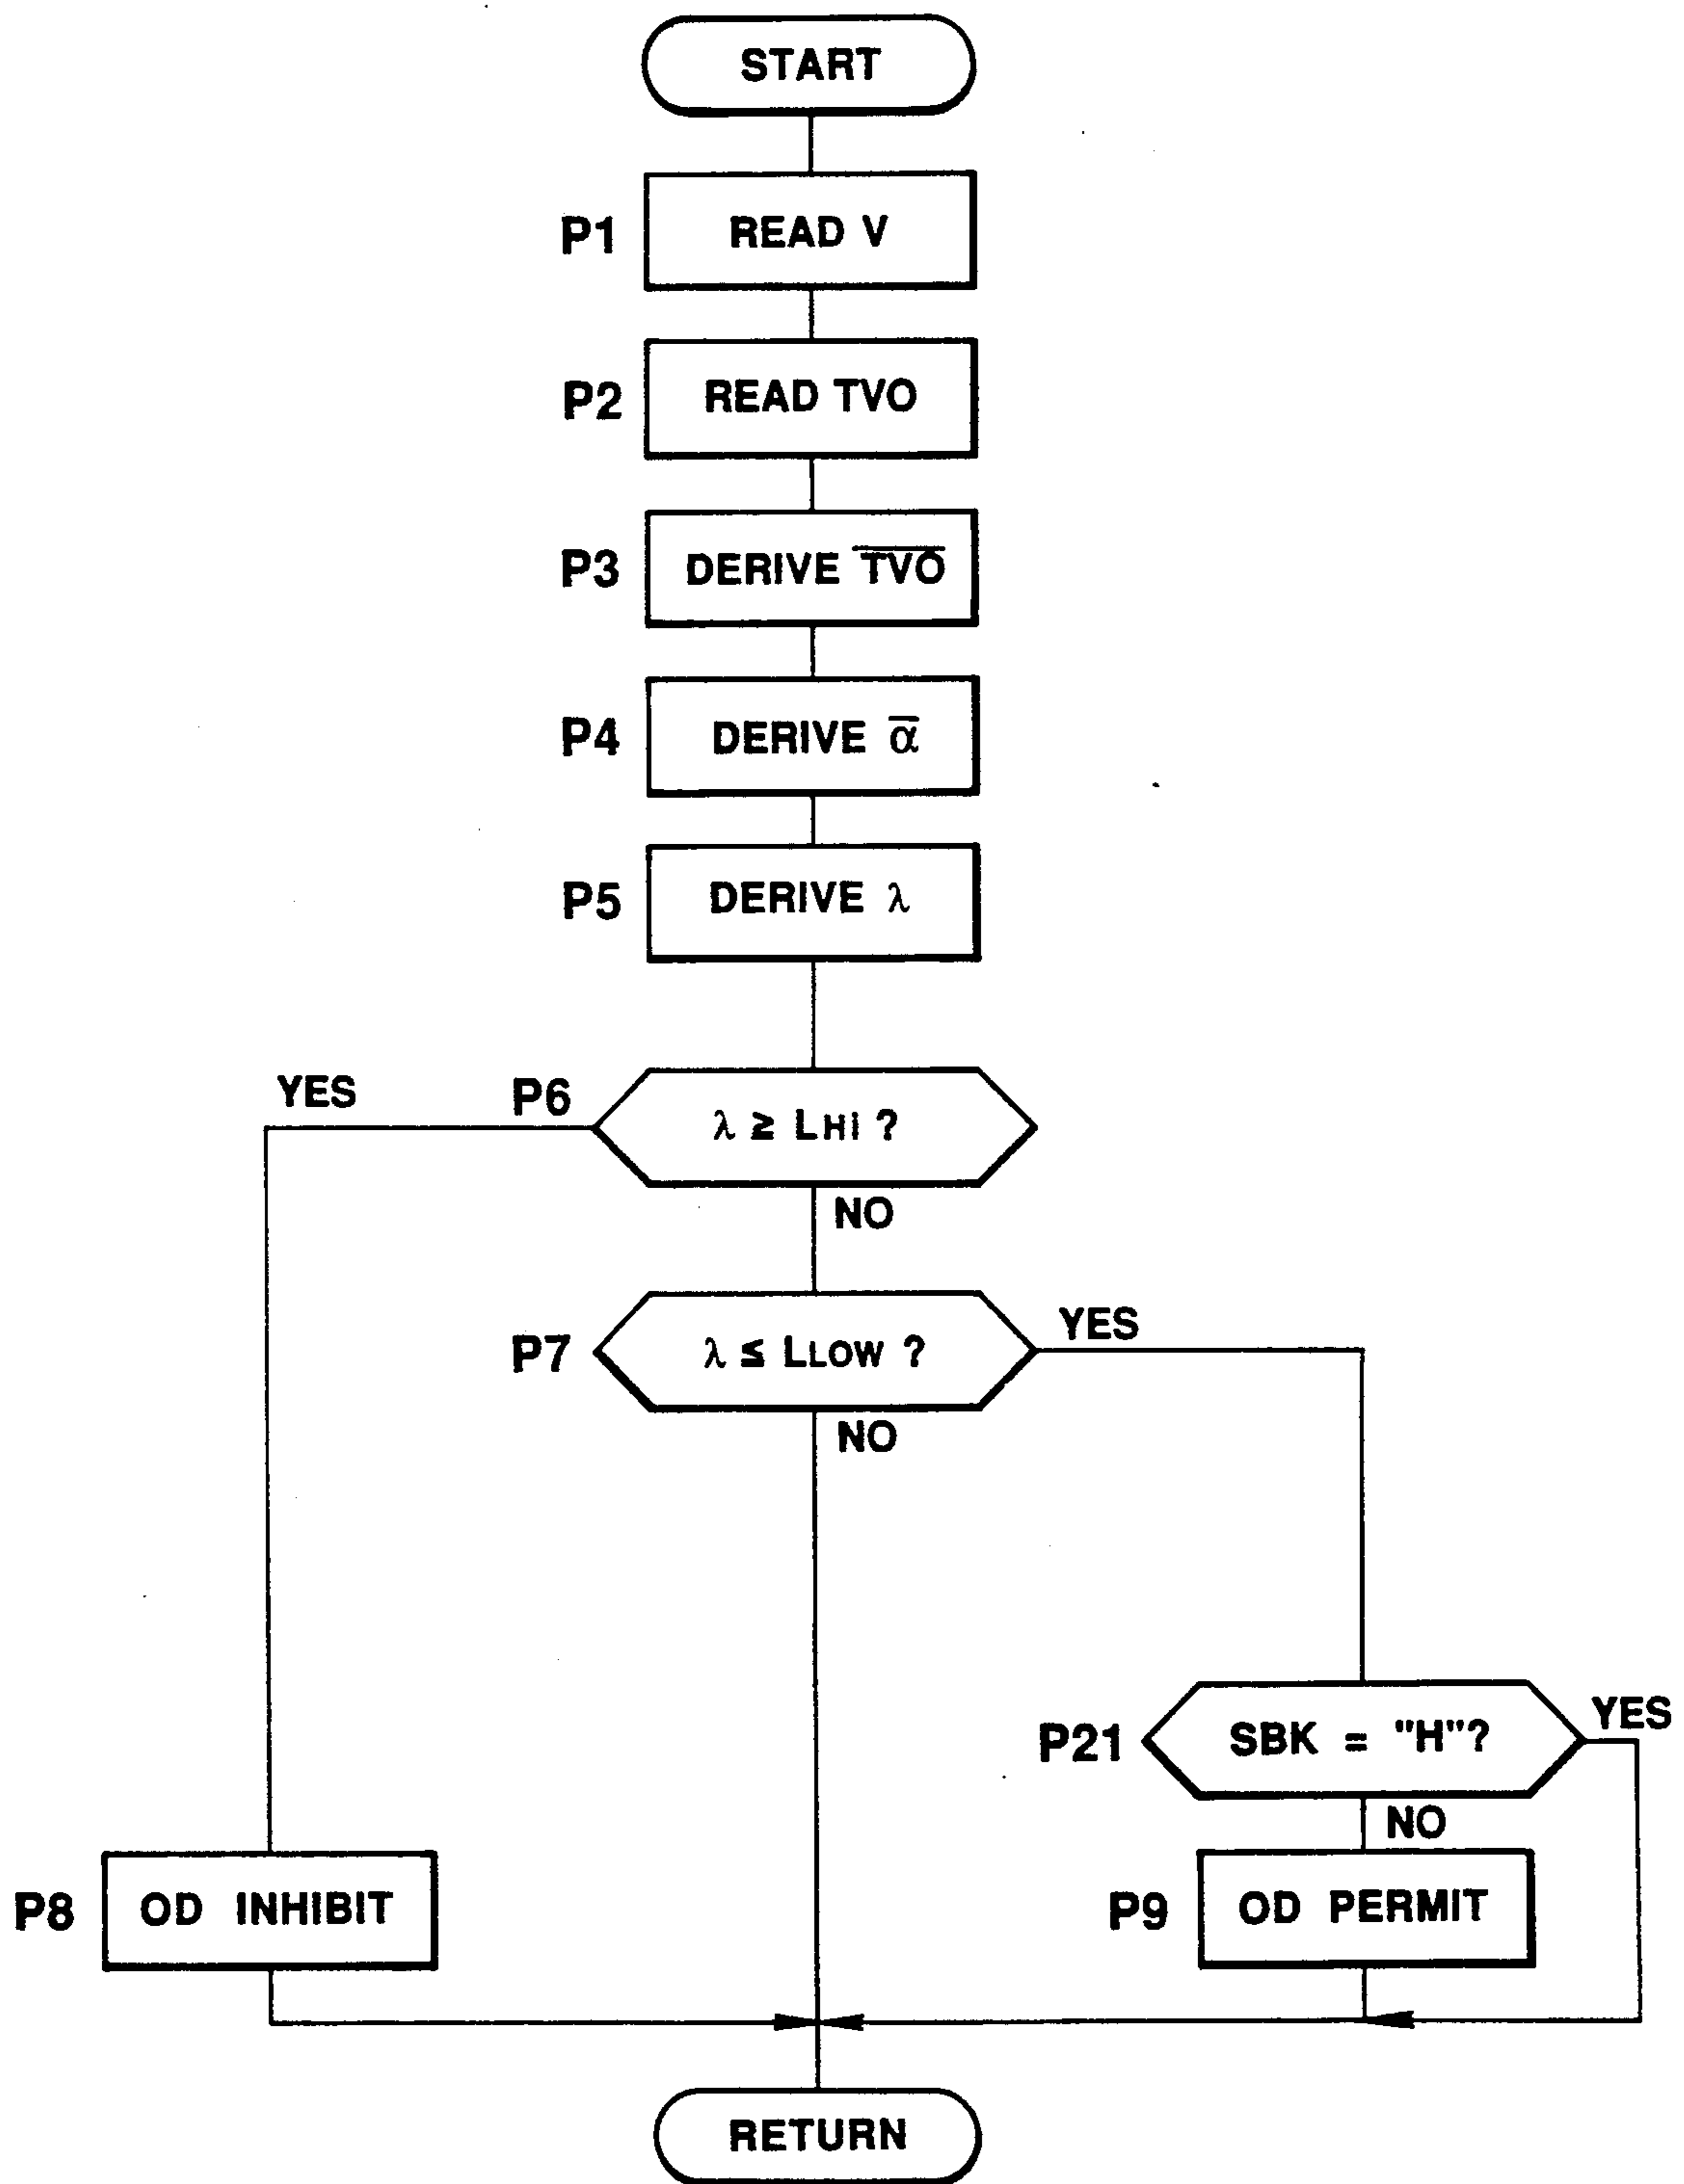 START
P1 READ V
P2 READ TVO
P3 DERIVE T̅V̅O̅
P4 DERIVE α̅
P5 DERIVE λ
YES P6 λ ≥ LHi ?
NO
P7 λ ≤ LLOW ? YES
NO
P21 SBK = "H"? YES
NO
P8 OD INHIBIT
P9 OD PERMIT
RETURN